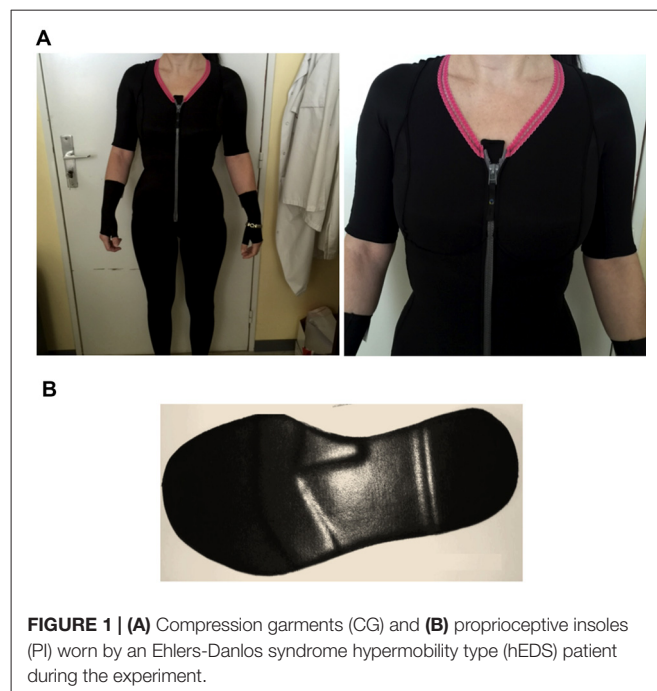 A
B
FIGURE 1 | (A) Compression garments (CG) and (B) proprioceptive insoles
(PI) worn by an Ehlers-Danlos syndrome hypermobility type (hEDS) patient
during the experiment.